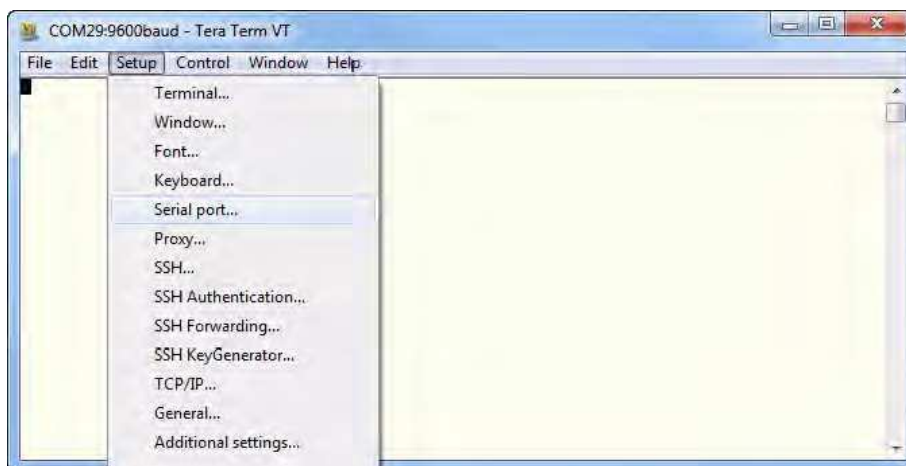 COM29:9600baud - Tera Term VT
File Edit Setup Control Window Help
Terminal...
Window...
Font...
Keyboard...
Serial port...
Proxy...
SSH...
SSH Authentication...
SSH Forwarding...
SSH KeyGenerator...
TCP/IP...
General...
Additional settings...